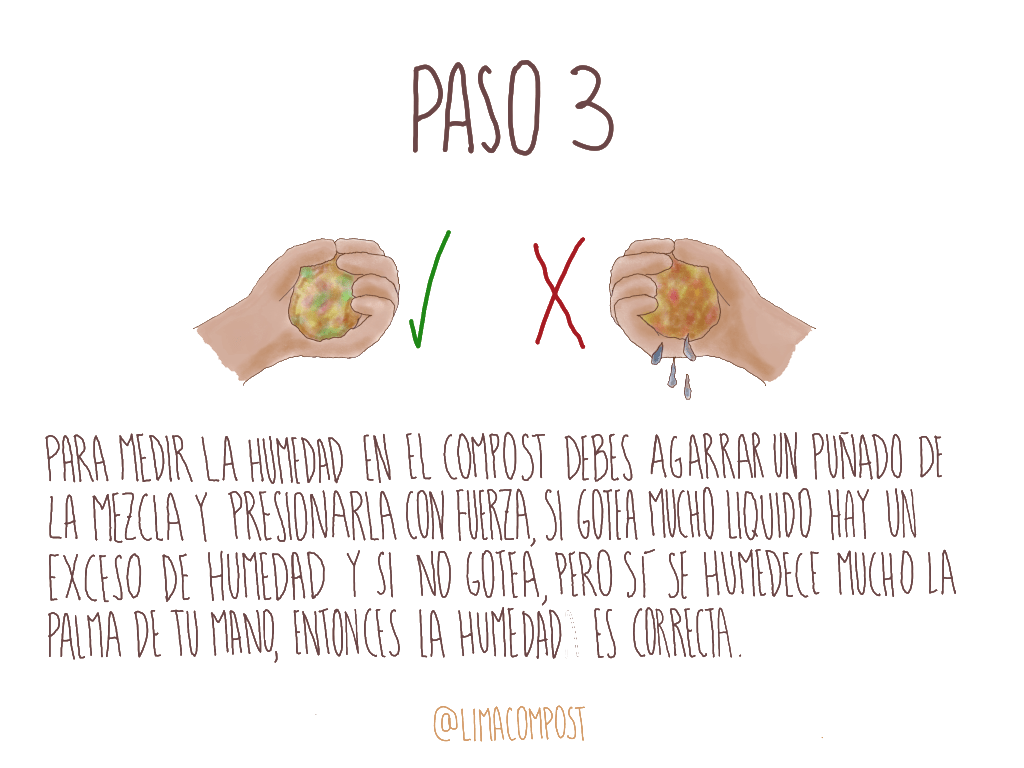 PASO 3
PARA MEDIR LA HUMEDAD EN EL COMPOST DEBES AGARRAR UN PUÑADO DE
LA MEZCLA Y PRESIONARLA CON FUERZA, SI GOTEA MUCHO LIQUIDO HAY UN
EXCESO DE HUMEDAD Y SI NO GOTEA, PERO SÍ SE HUMEDECE MUCHO LA
PALMA DE TU MANO, ENTONCES LA HUMEDAD ES CORRECTA.
@LIMACOMPOST